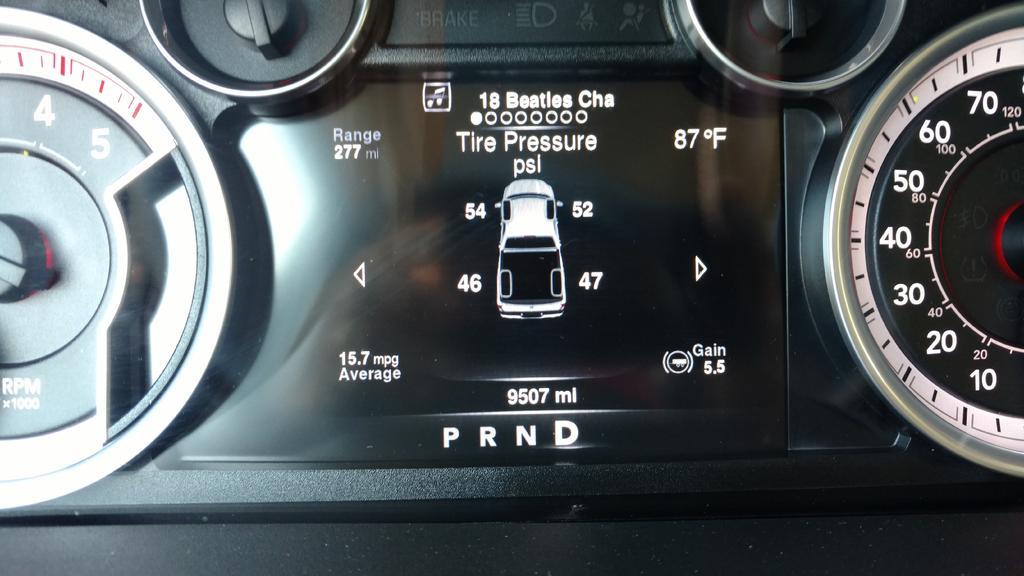 BRAKE
18 Beatles Cha
Range
277 mi
Tire Pressure
psi
87 ºF
54
52
46
47
15.7 mpg
Average
Gain
5.5
9507 mi
P R N D
4
5
RPM
x1000
70
60
50
40
30
20
10
120
100
80
60
40
20